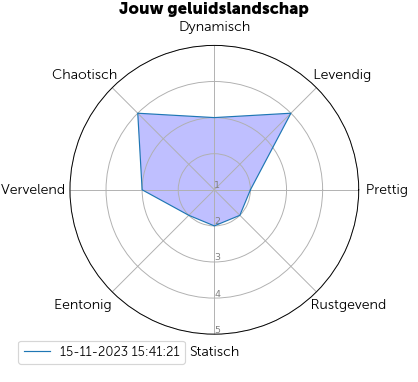 Jouw geluidslandschap
Dynamisch
Chaotisch
Levendig
Vervelend
1
Prettig
2
3
4
Eentonig
Rustgevend
5
15-11-2023 15:41:21
Statisch